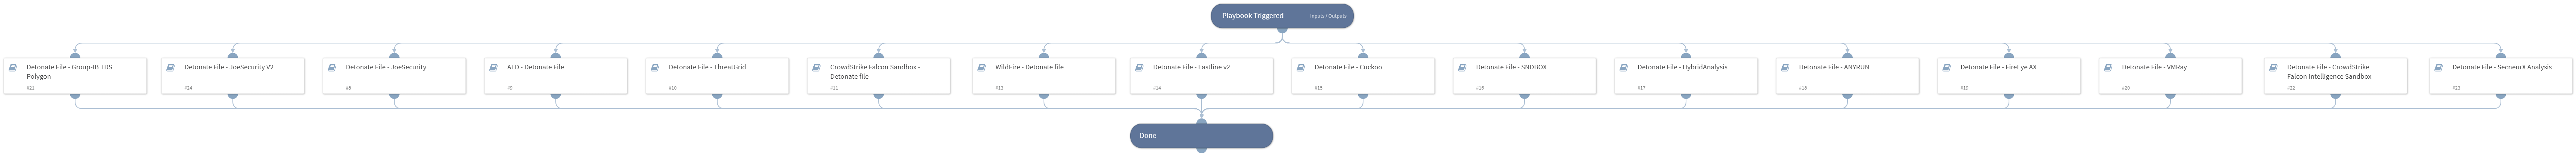 Playbook Triggered
Inputs / Outputs
Detonate File - Group-IB TDS
Polygon
#21
Detonate File - JoeSecurity V2
#24
Detonate File - JoeSecurity
#8
ATD - Detonate File
#9
Detonate File - ThreatGrid
#10
CrowdStrike Falcon Sandbox -
Detonate file
#11
WildFire - Detonate file
#13
Detonate File - Lastline v2
#14
Detonate File - Cuckoo
#15
Detonate File - SNDBOX
#16
Detonate File - HybridAnalysis
#17
Detonate File - ANYRUN
#18
Detonate File - FireEye AX
#19
Detonate File - VMRay
#20
Detonate File - CrowdStrike
Falcon Intelligence Sandbox
#22
Detonate File - SecneurX Analysis
#23
Done